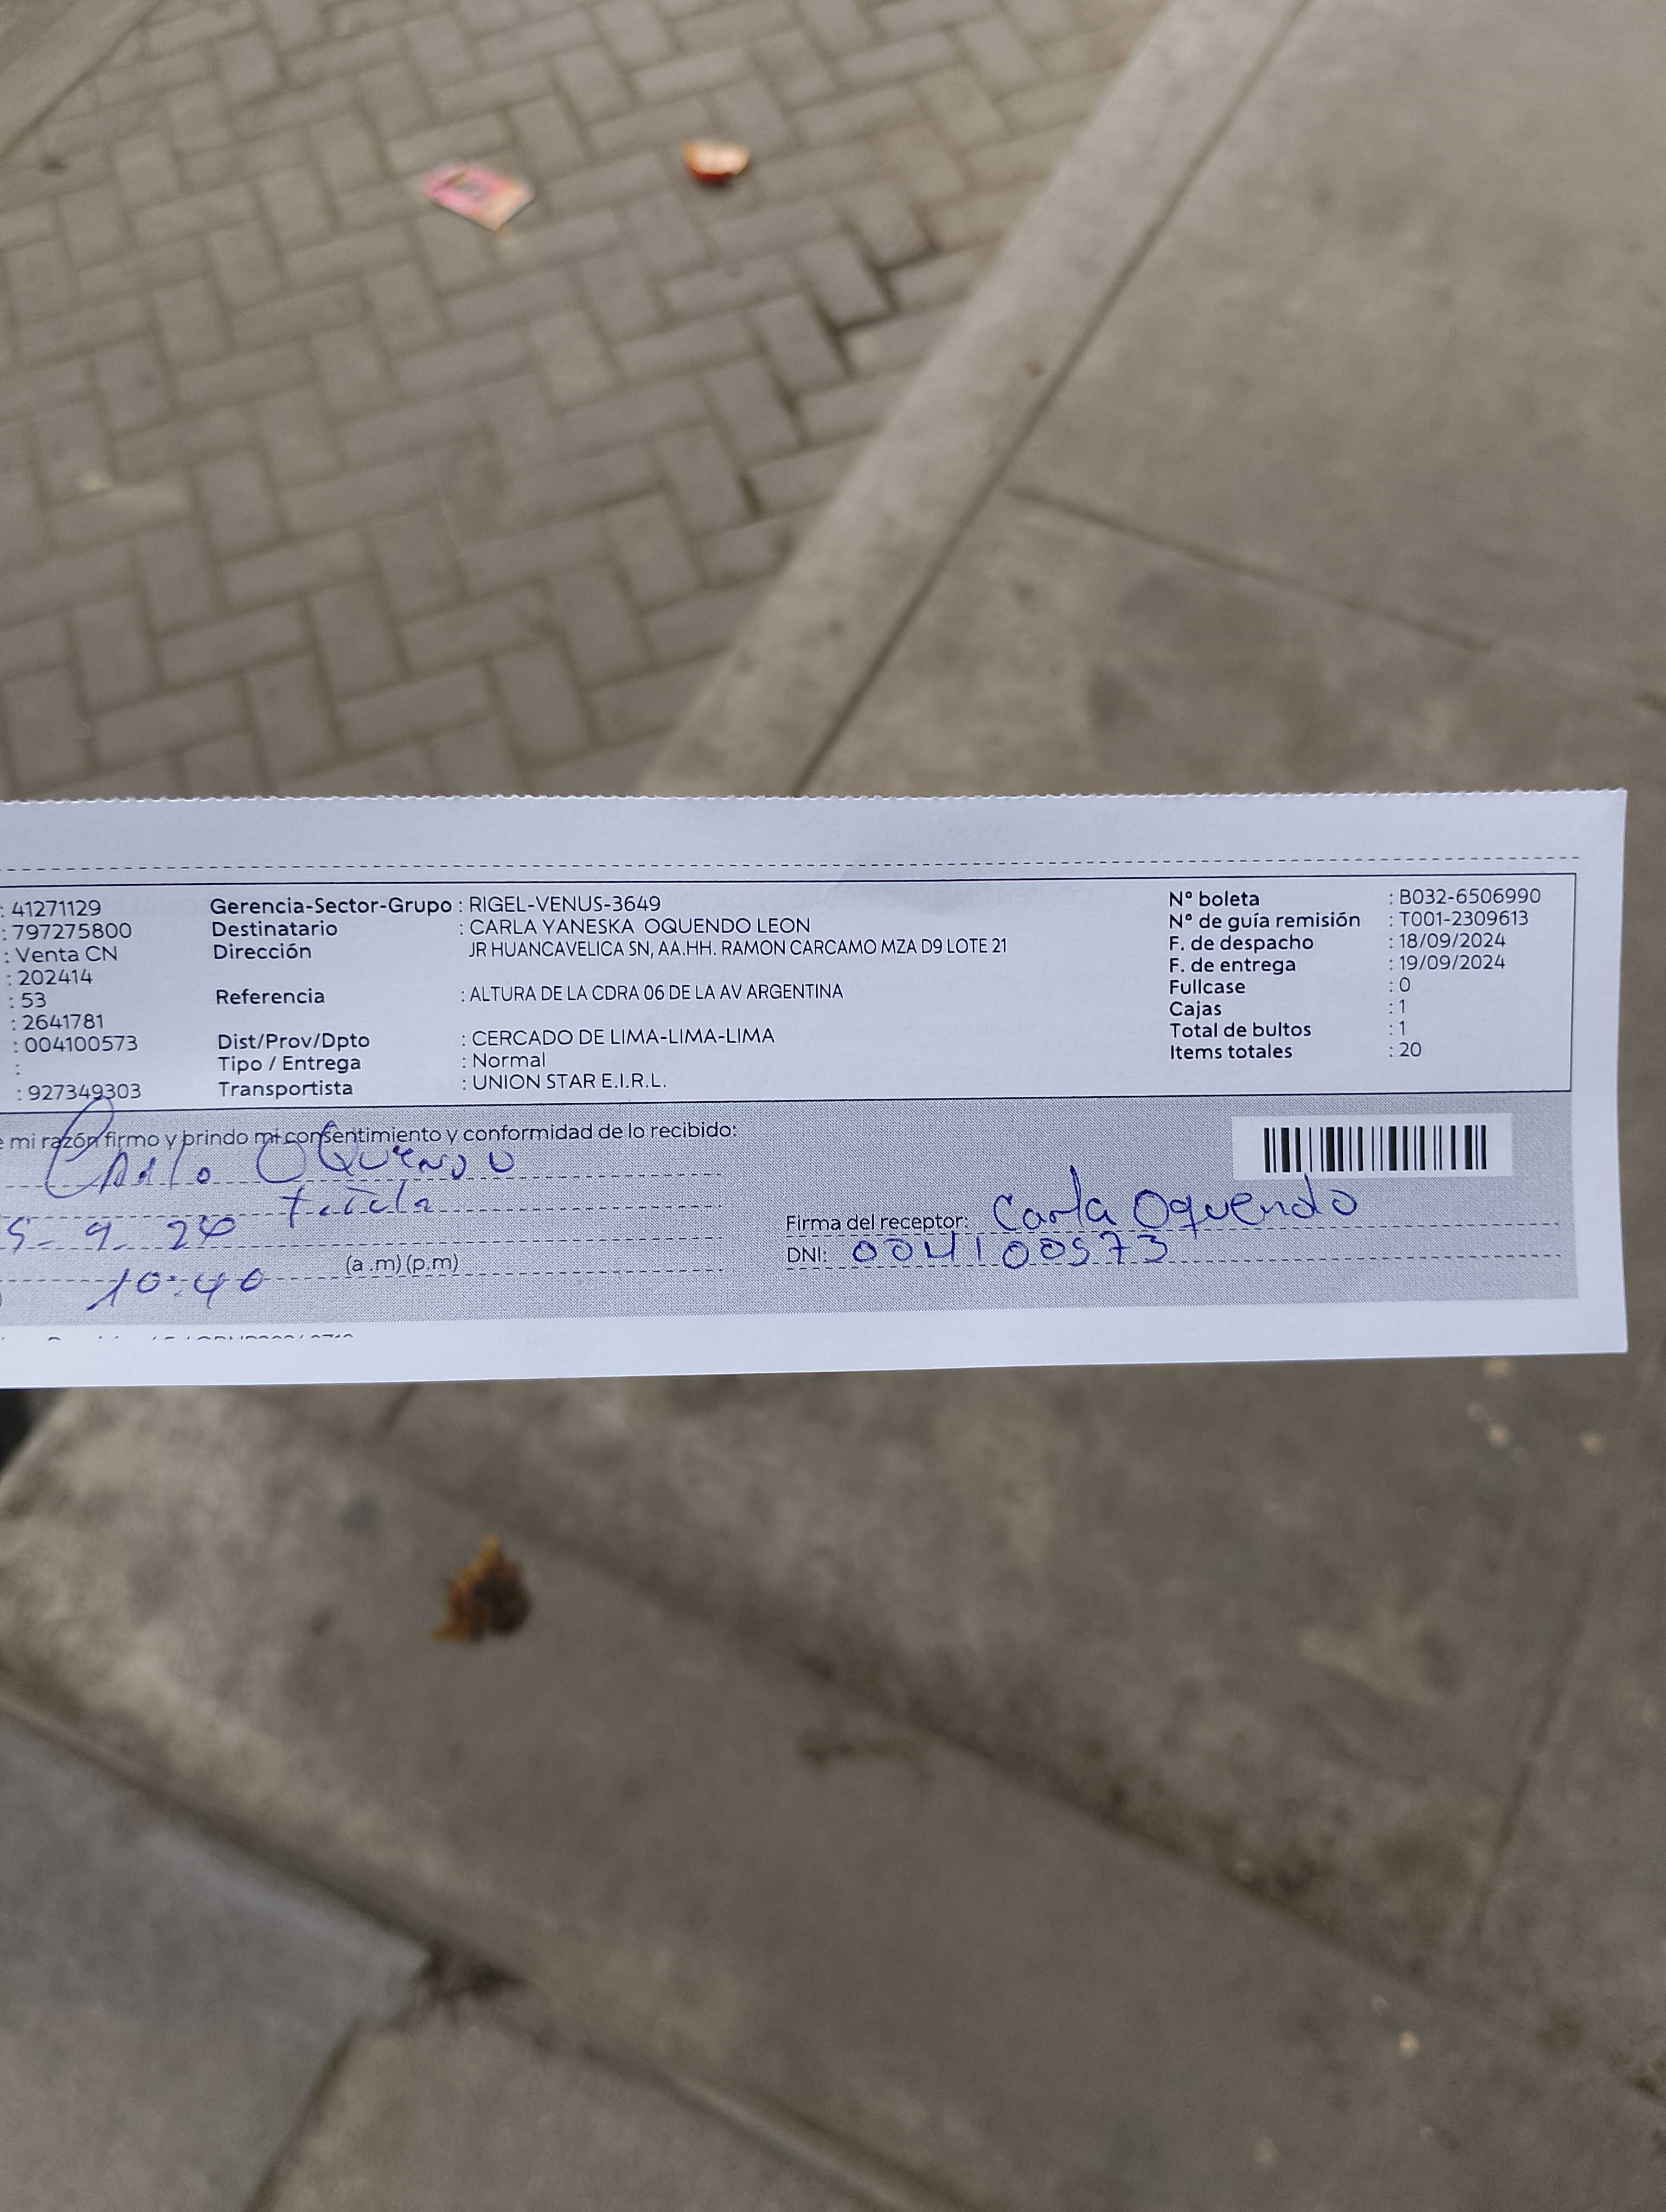 : 41271129 Gerencia-Sector-Grupo : RIGEL-VENUS-3649 Nº boleta : B032-6506990
: 797275800 Destinatario : CARLA YANESKA OQUENDO LEON Nº de guía remisión : T001-2309613
: Venta CN Dirección JR HUANCAVELICA SN, AA.HH. RAMON CARCAMO MZA D9 LOTE 21 F. de despacho : 18/09/2024
: 202414 F. de entrega : 19/09/2024
: 53 Referencia : ALTURA DE LA CDRA 06 DE LA AV ARGENTINA Fullcase : 0
: 2641781 Cajas : 1
: 004100573 Dist/Prov/Dpto : CERCADO DE LIMA-LIMA-LIMA Total de bultos : 1
: Tipo / Entrega : Normal Items totales : 20
: 927349303 Transportista : UNION STAR E.I.R.L.
e mi razón firmo y brindo mi consentimiento y conformidad de lo recibido:
Oquendo
Firma del receptor: Carla Oquendo
9- 24
DNI: 004100573
10:40 (a.m) (p.m)